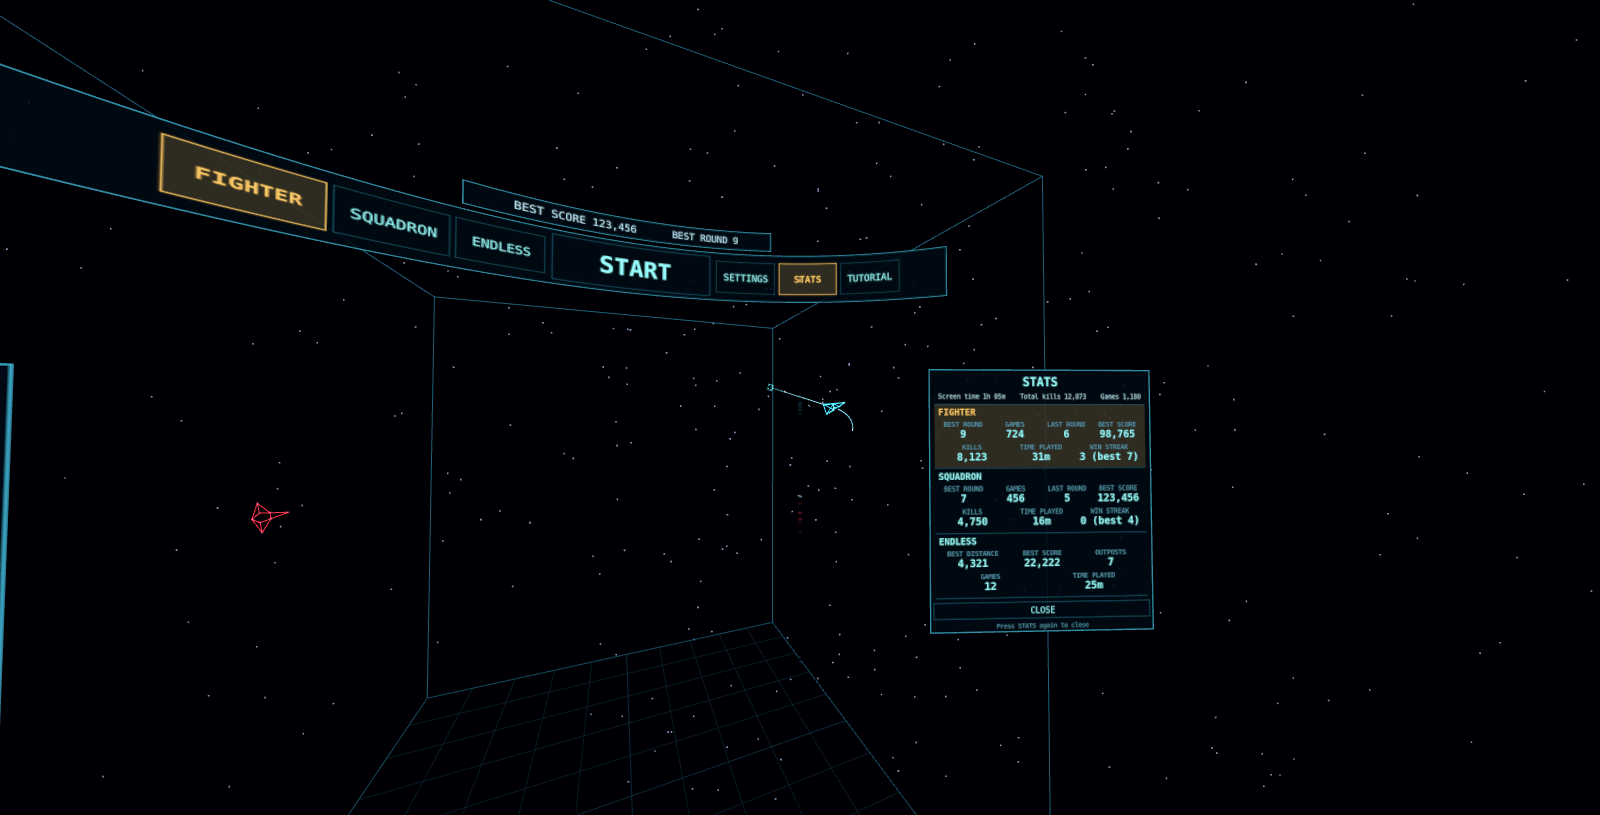 FIGHTER
SQUADRON
ENDLESS
BEST SCORE 123,456 BEST ROUND 9
START
SETTINGS
STATS
TUTORIAL
STATS
Screen time 1h 05m Total kills 12,873 Games 1,180
FIGHTER
BEST ROUND GAMES LAST ROUND BEST SCORE
9 724 6 98,765
KILLS TIME PLAYED WIN STREAK
8,123 31m 3 (best 7)
SQUADRON
BEST ROUND GAMES LAST ROUND BEST SCORE
7 456 5 123,456
KILLS TIME PLAYED WIN STREAK
4,750 16m 0 (best 4)
ENDLESS
BEST DISTANCE BEST SCORE OUTPOSTS
4,321 22,222 7
GAMES TIME PLAYED
12 25m
CLOSE
Press STATS again to close